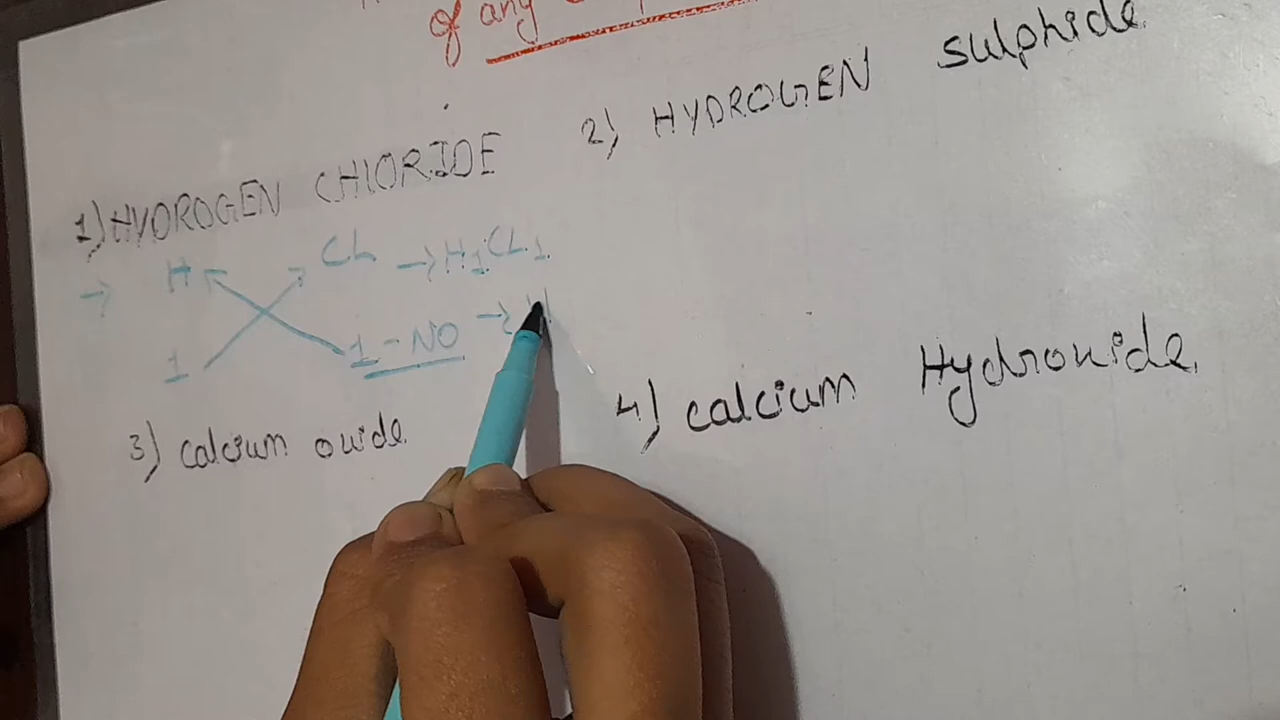 of any
1) HYDROGEN CHlORIDE
2) HYDROGEN sulphide
→ H CL → H1CL1
1 1 - NO → H
3) calcium oxide
4) calcium Hydroxide